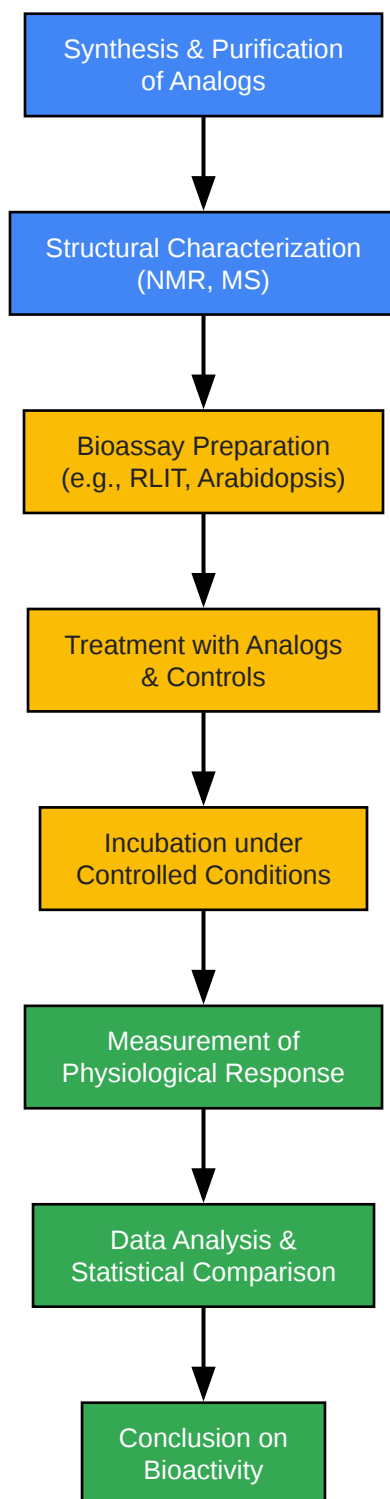 Synthesis & Purification
of Analogs
Structural Characterization
(NMR, MS)
Bioassay Preparation
(e.g., RLIT, Arabidopsis)
Treatment with Analogs
& Controls
Incubation under
Controlled Conditions
Measurement of
Physiological Response
Data Analysis &
Statistical Comparison
Conclusion on
Bioactivity